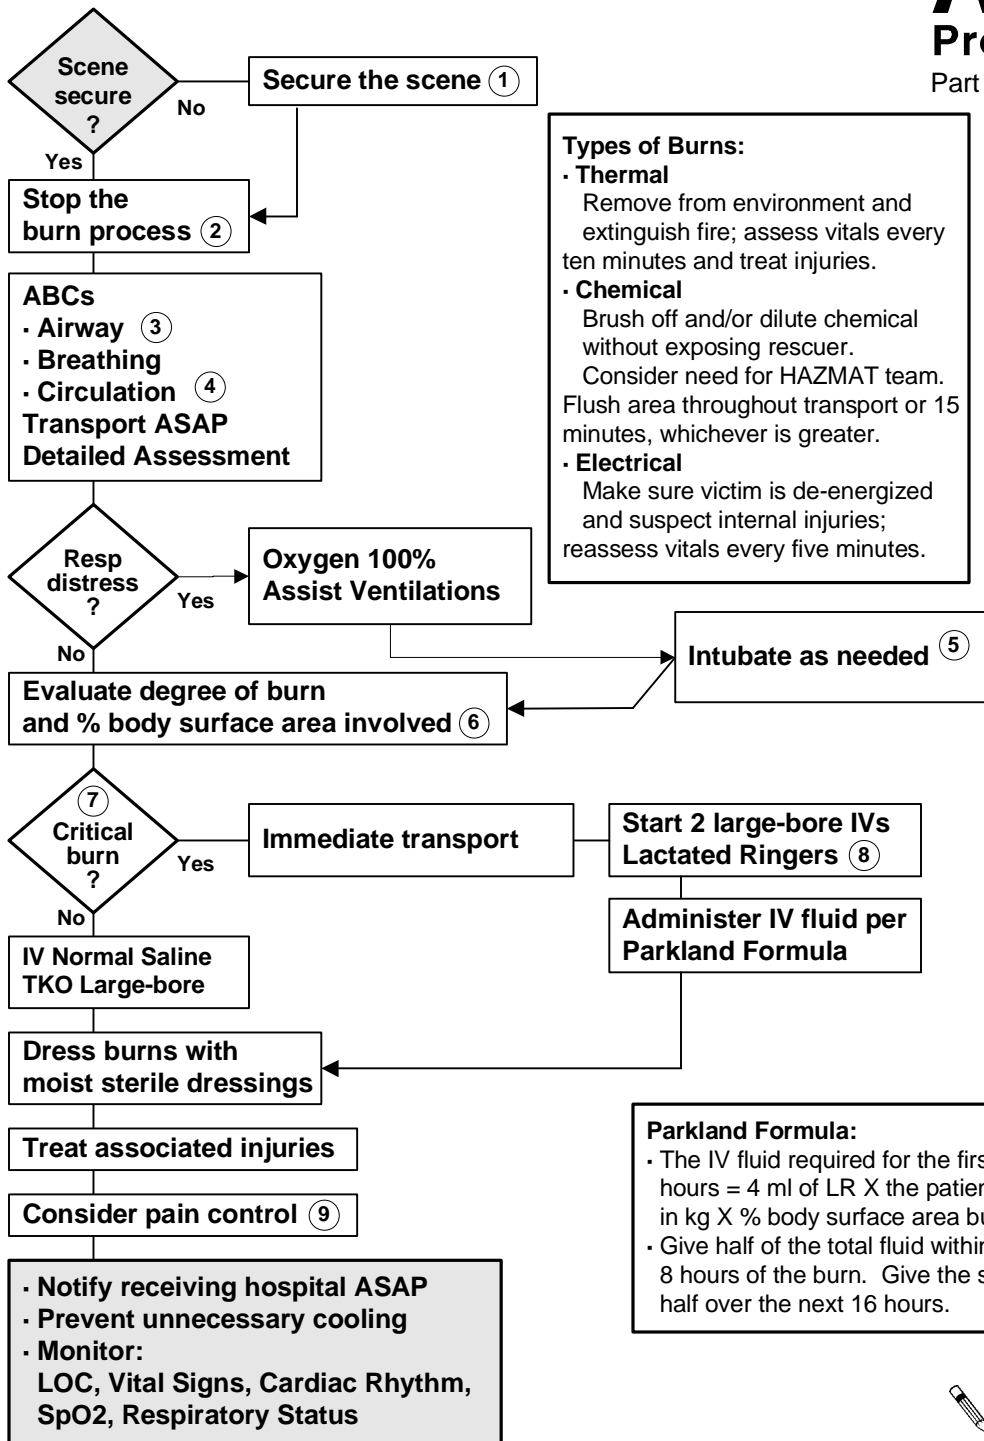 Pr
Part
Scene
secure
?
No
Yes
Secure the scene 1
Stop the
burn process 2
ABCs
· Airway 3
· Breathing
· Circulation 4
Transport ASAP
Detailed Assessment
Types of Burns:
· Thermal
Remove from environment and
extinguish fire; assess vitals every
ten minutes and treat injuries.
· Chemical
Brush off and/or dilute chemical
without exposing rescuer.
Consider need for HAZMAT team.
Flush area throughout transport or 15
minutes, whichever is greater.
· Electrical
Make sure victim is de-energized
and suspect internal injuries;
reassess vitals every five minutes.
Resp
distress
?
Yes
No
Oxygen 100%
Assist Ventilations
Intubate as needed 5
Evaluate degree of burn
and % body surface area involved 6
7
Critical
burn
?
Yes
No
Immediate transport
Start 2 large-bore IVs
Lactated Ringers 8
Administer IV fluid per
Parkland Formula
IV Normal Saline
TKO Large-bore
Dress burns with
moist sterile dressings
Treat associated injuries
Consider pain control 9
· Notify receiving hospital ASAP
· Prevent unnecessary cooling
· Monitor:
LOC, Vital Signs, Cardiac Rhythm,
SpO2, Respiratory Status
Parkland Formula:
· The IV fluid required for the firs
hours = 4 ml of LR X the patien
in kg X % body surface area bu
· Give half of the total fluid within
8 hours of the burn. Give the s
half over the next 16 hours.